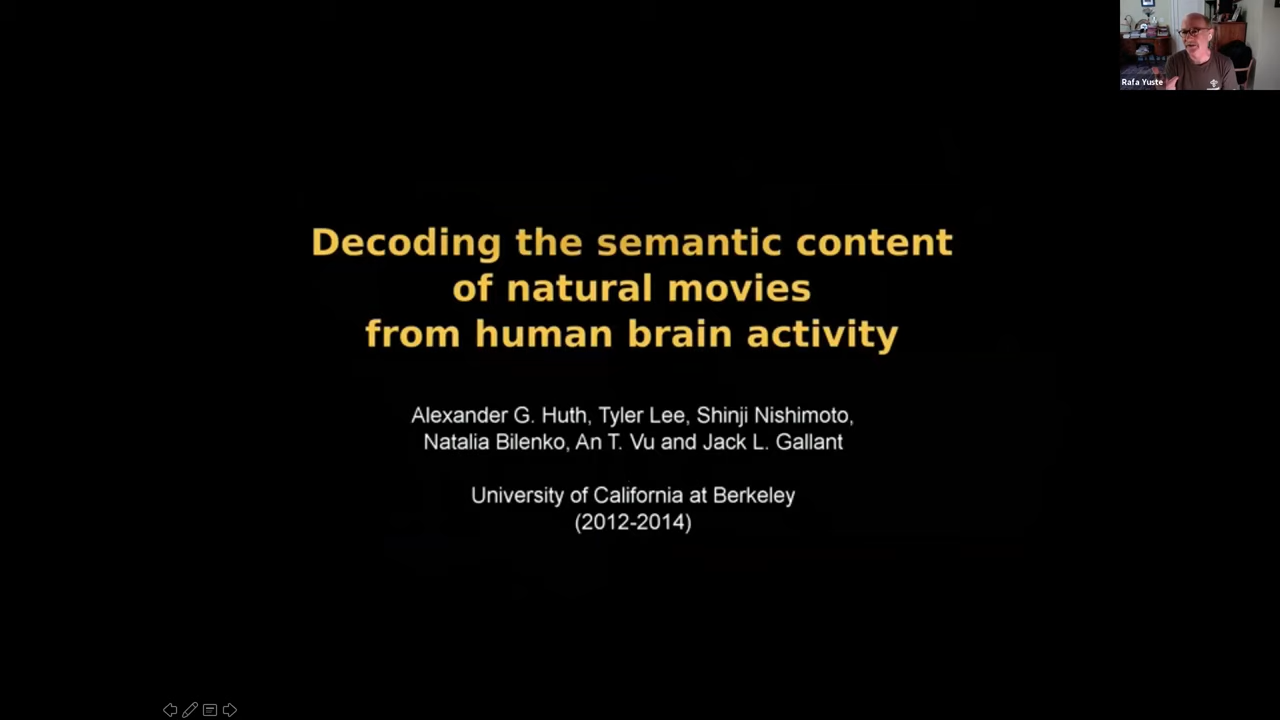 Rafa Yuste
Decoding the semantic content
of natural movies
from human brain activity
Alexander G. Huth, Tyler Lee, Shinji Nishimoto,
Natalia Bilenko, An T. Vu and Jack L. Gallant
University of California at Berkeley
(2012-2014)